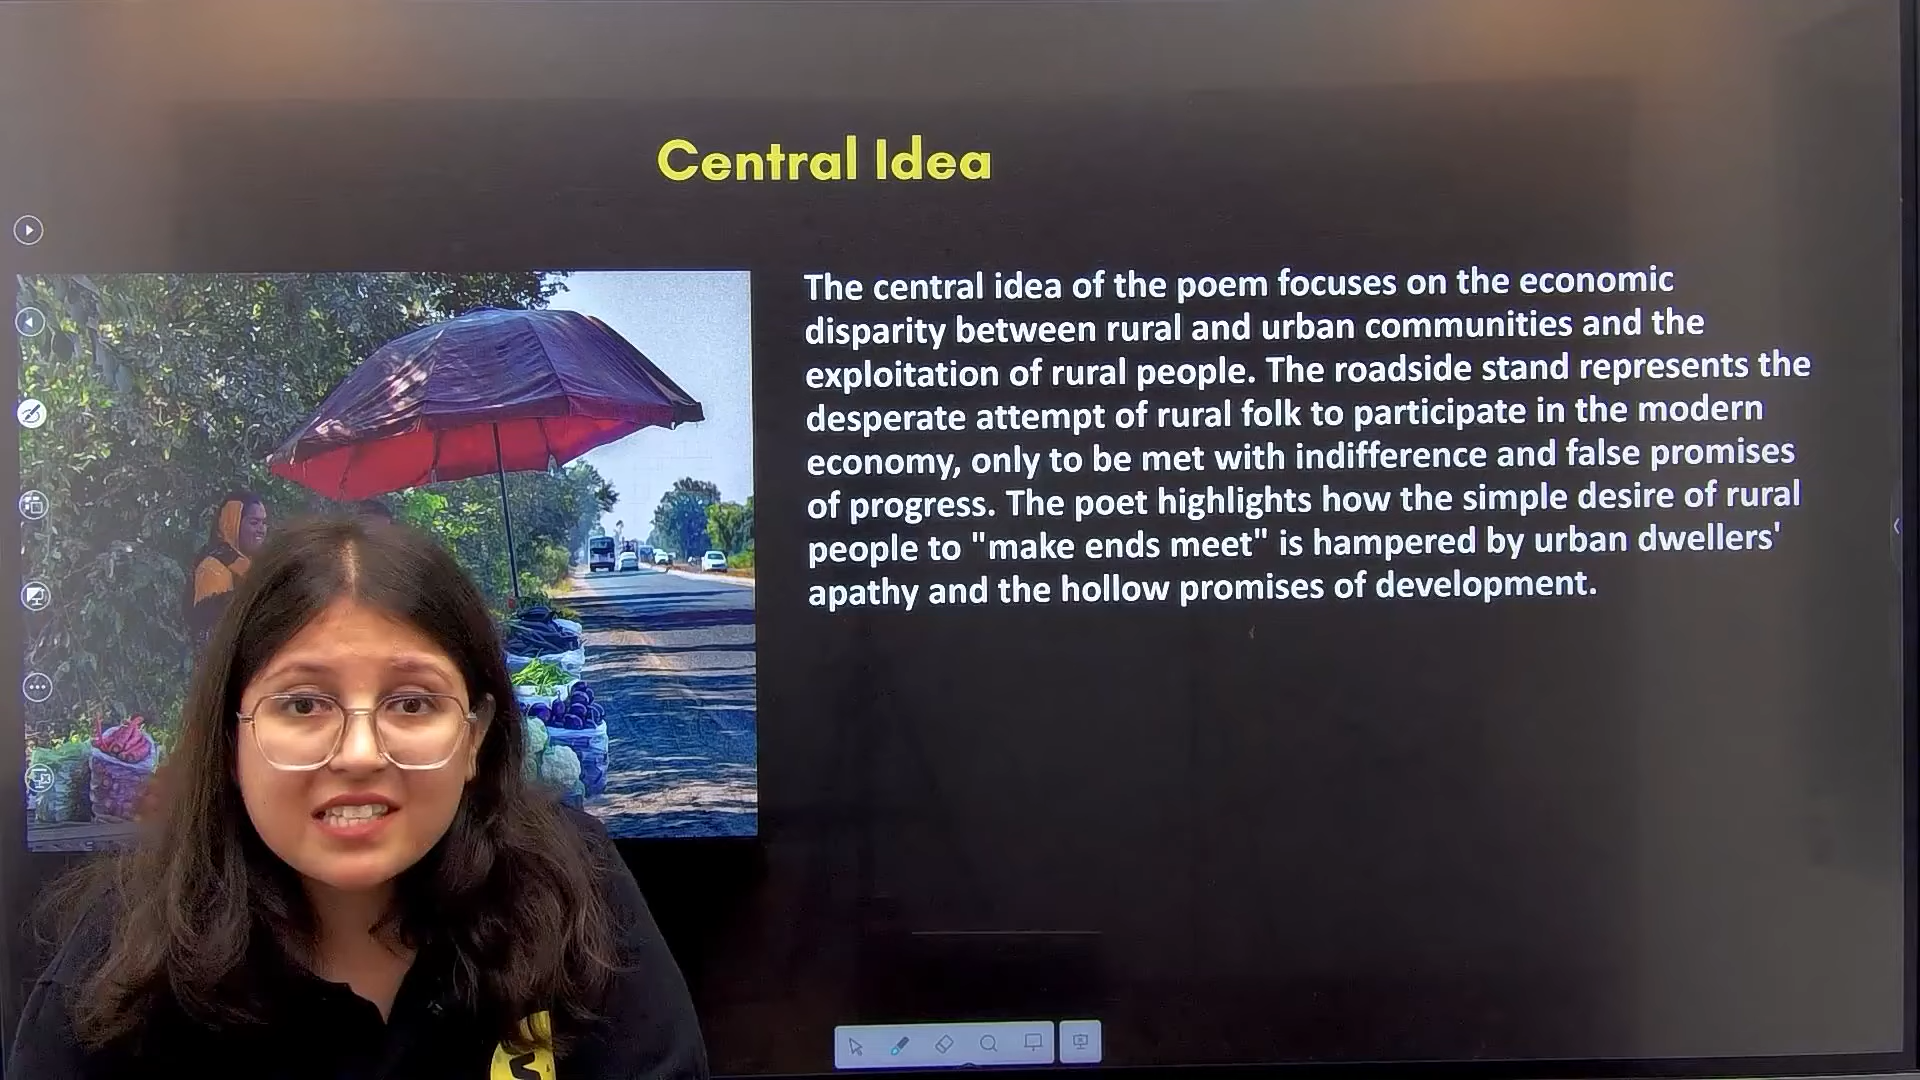 Central Idea
The central idea of the poem focuses on the economic
disparity between rural and urban communities and the
exploitation of rural people. The roadside stand represents the
desperate attempt of rural folk to participate in the modern
economy, only to be met with indifference and false promises
of progress. The poet highlights how the simple desire of rural
people to "make ends meet" is hampered by urban dwellers'
apathy and the hollow promises of development.